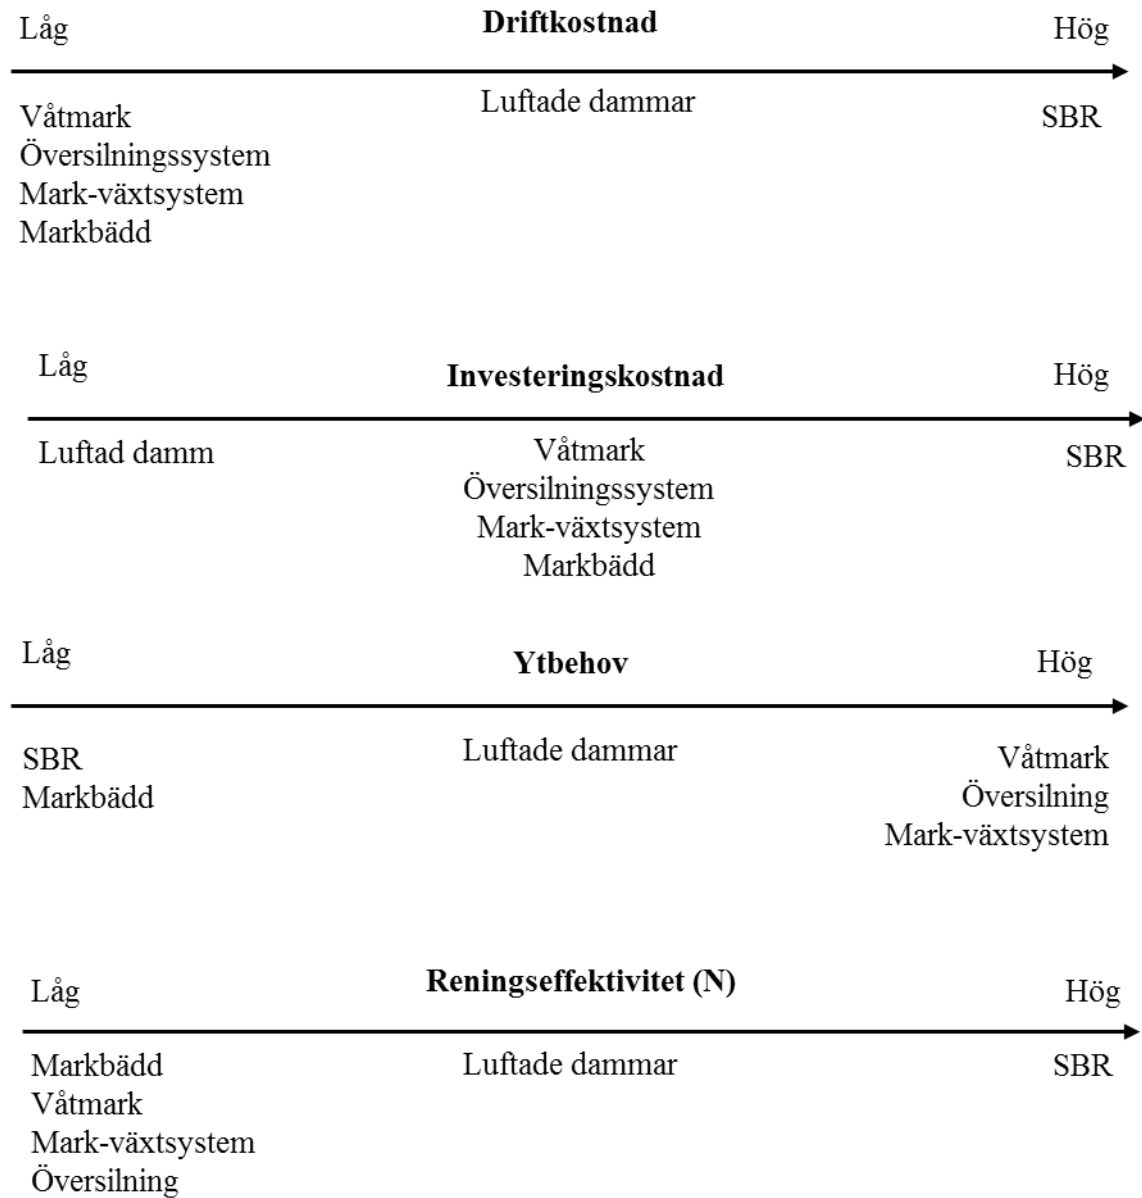 Låg
Driftkostnad
Hög
Luftade dammar
Våtmark
SBR
Översilningssystem
Mark-växtsystem
Markbädd
Låg
Investeringskostnad
Hög
Luftad damm
Våtmark
SBR
Översilningssystem
Mark-växtsystem
Markbädd
Låg
Ytbehov
Hög
SBR
Luftade dammar
Våtmark
Markbädd
Översilning
Mark-växtsystem
Låg
Reningseffektivitet (N)
Hög
Markbädd
Luftade dammar
SBR
Våtmark
Mark-växtsystem
Översilning